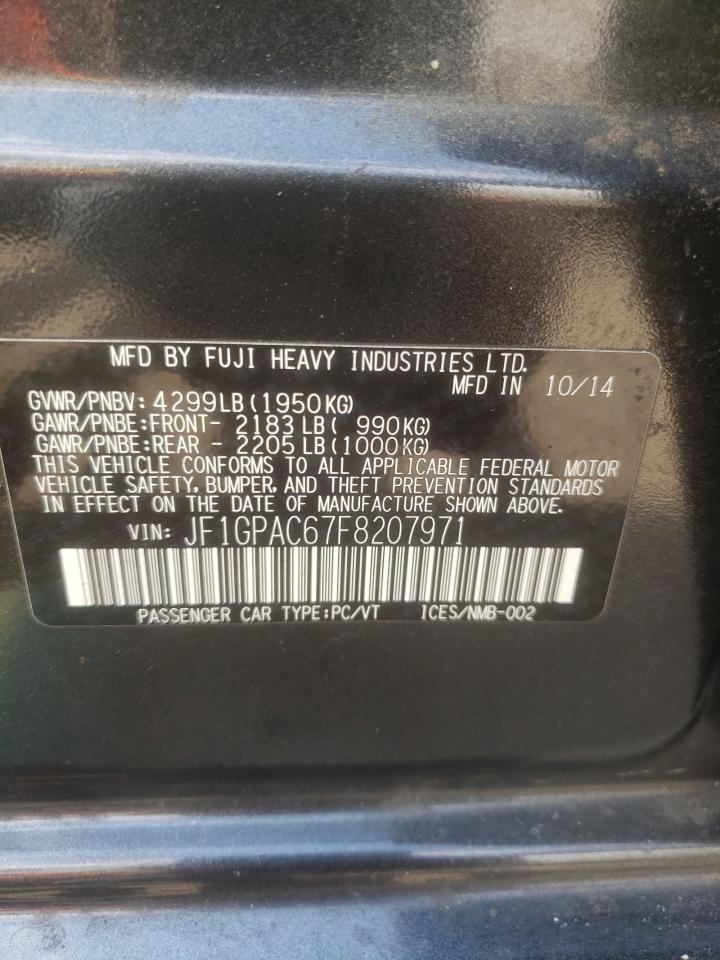 MFD BY FUJI HEAVY INDUSTRIES LTD.
MFD IN 10/14
GVWR/PNBV: 4299LB(1950KG)
GAWR/PNBE:FRONT- 2183LB( 990KG)
GAWR/PNBE:REAR - 2205LB(1000KG)
THIS VEHICLE CONFORMS TO ALL APPLICABLE FEDERAL MOTOR
VEHICLE SAFETY, BUMPER, AND THEFT PREVENTION STANDARDS
IN EFFECT ON THE DATE OF MANUFACTURE SHOWN ABOVE.
VIN: JF1GPAC67F8207971
PASSENGER CAR TYPE:PC/VT ICES/NMB-002